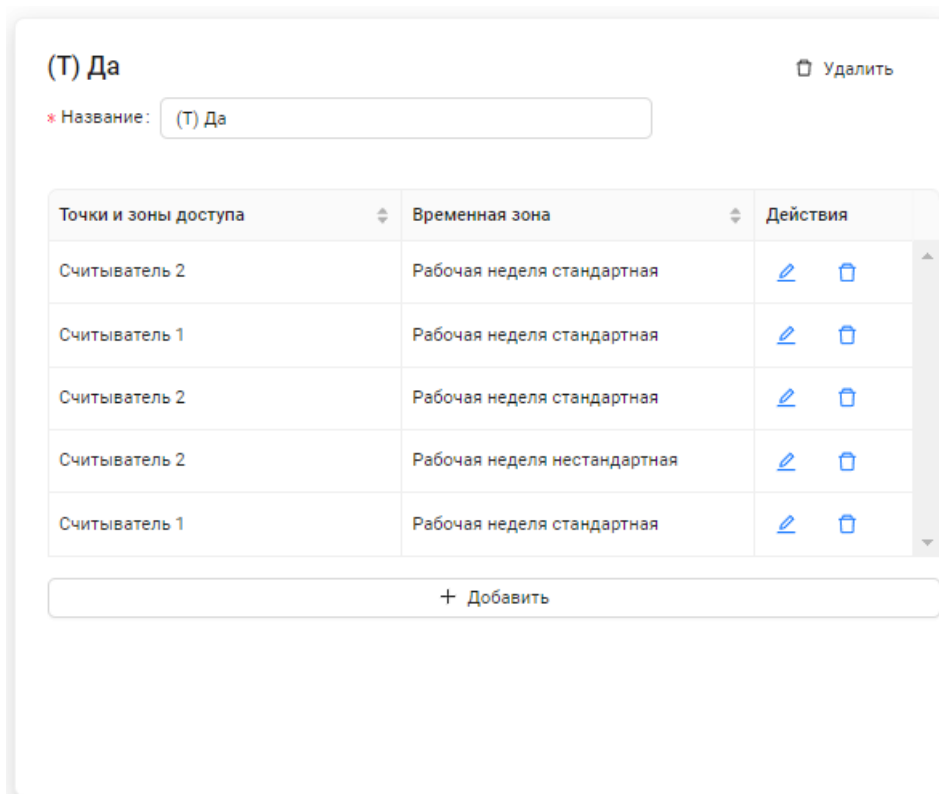 (Т) Да
Удалить
* Название: (Т) Да
Точки и зоны доступа Временная зона Действия
Считыватель 2 Рабочая неделя стандартная
Считыватель 1 Рабочая неделя стандартная
Считыватель 2 Рабочая неделя стандартная
Считыватель 2 Рабочая неделя нестандартная
Считыватель 1 Рабочая неделя стандартная
+ Добавить